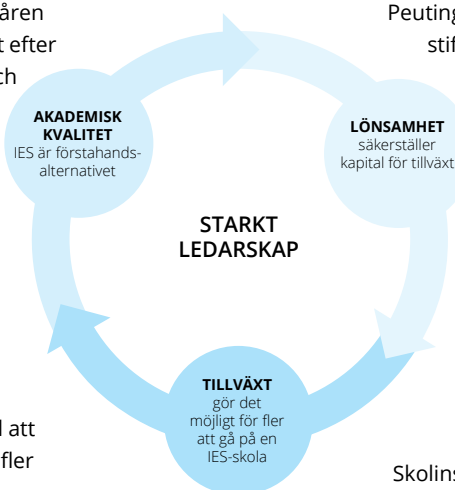 åren
t efter
ch
Peuting
stif
AKADEMISK
KVALITET
IES är förstahands-
alternativet
LÖNSAMHET
säkerställer
kapital för tillväxt
STARKT
LEDARSKAP
TILLVÄXT
gör det
möjligt för fler
att gå på en
IES-skola
att
fler
Skolins